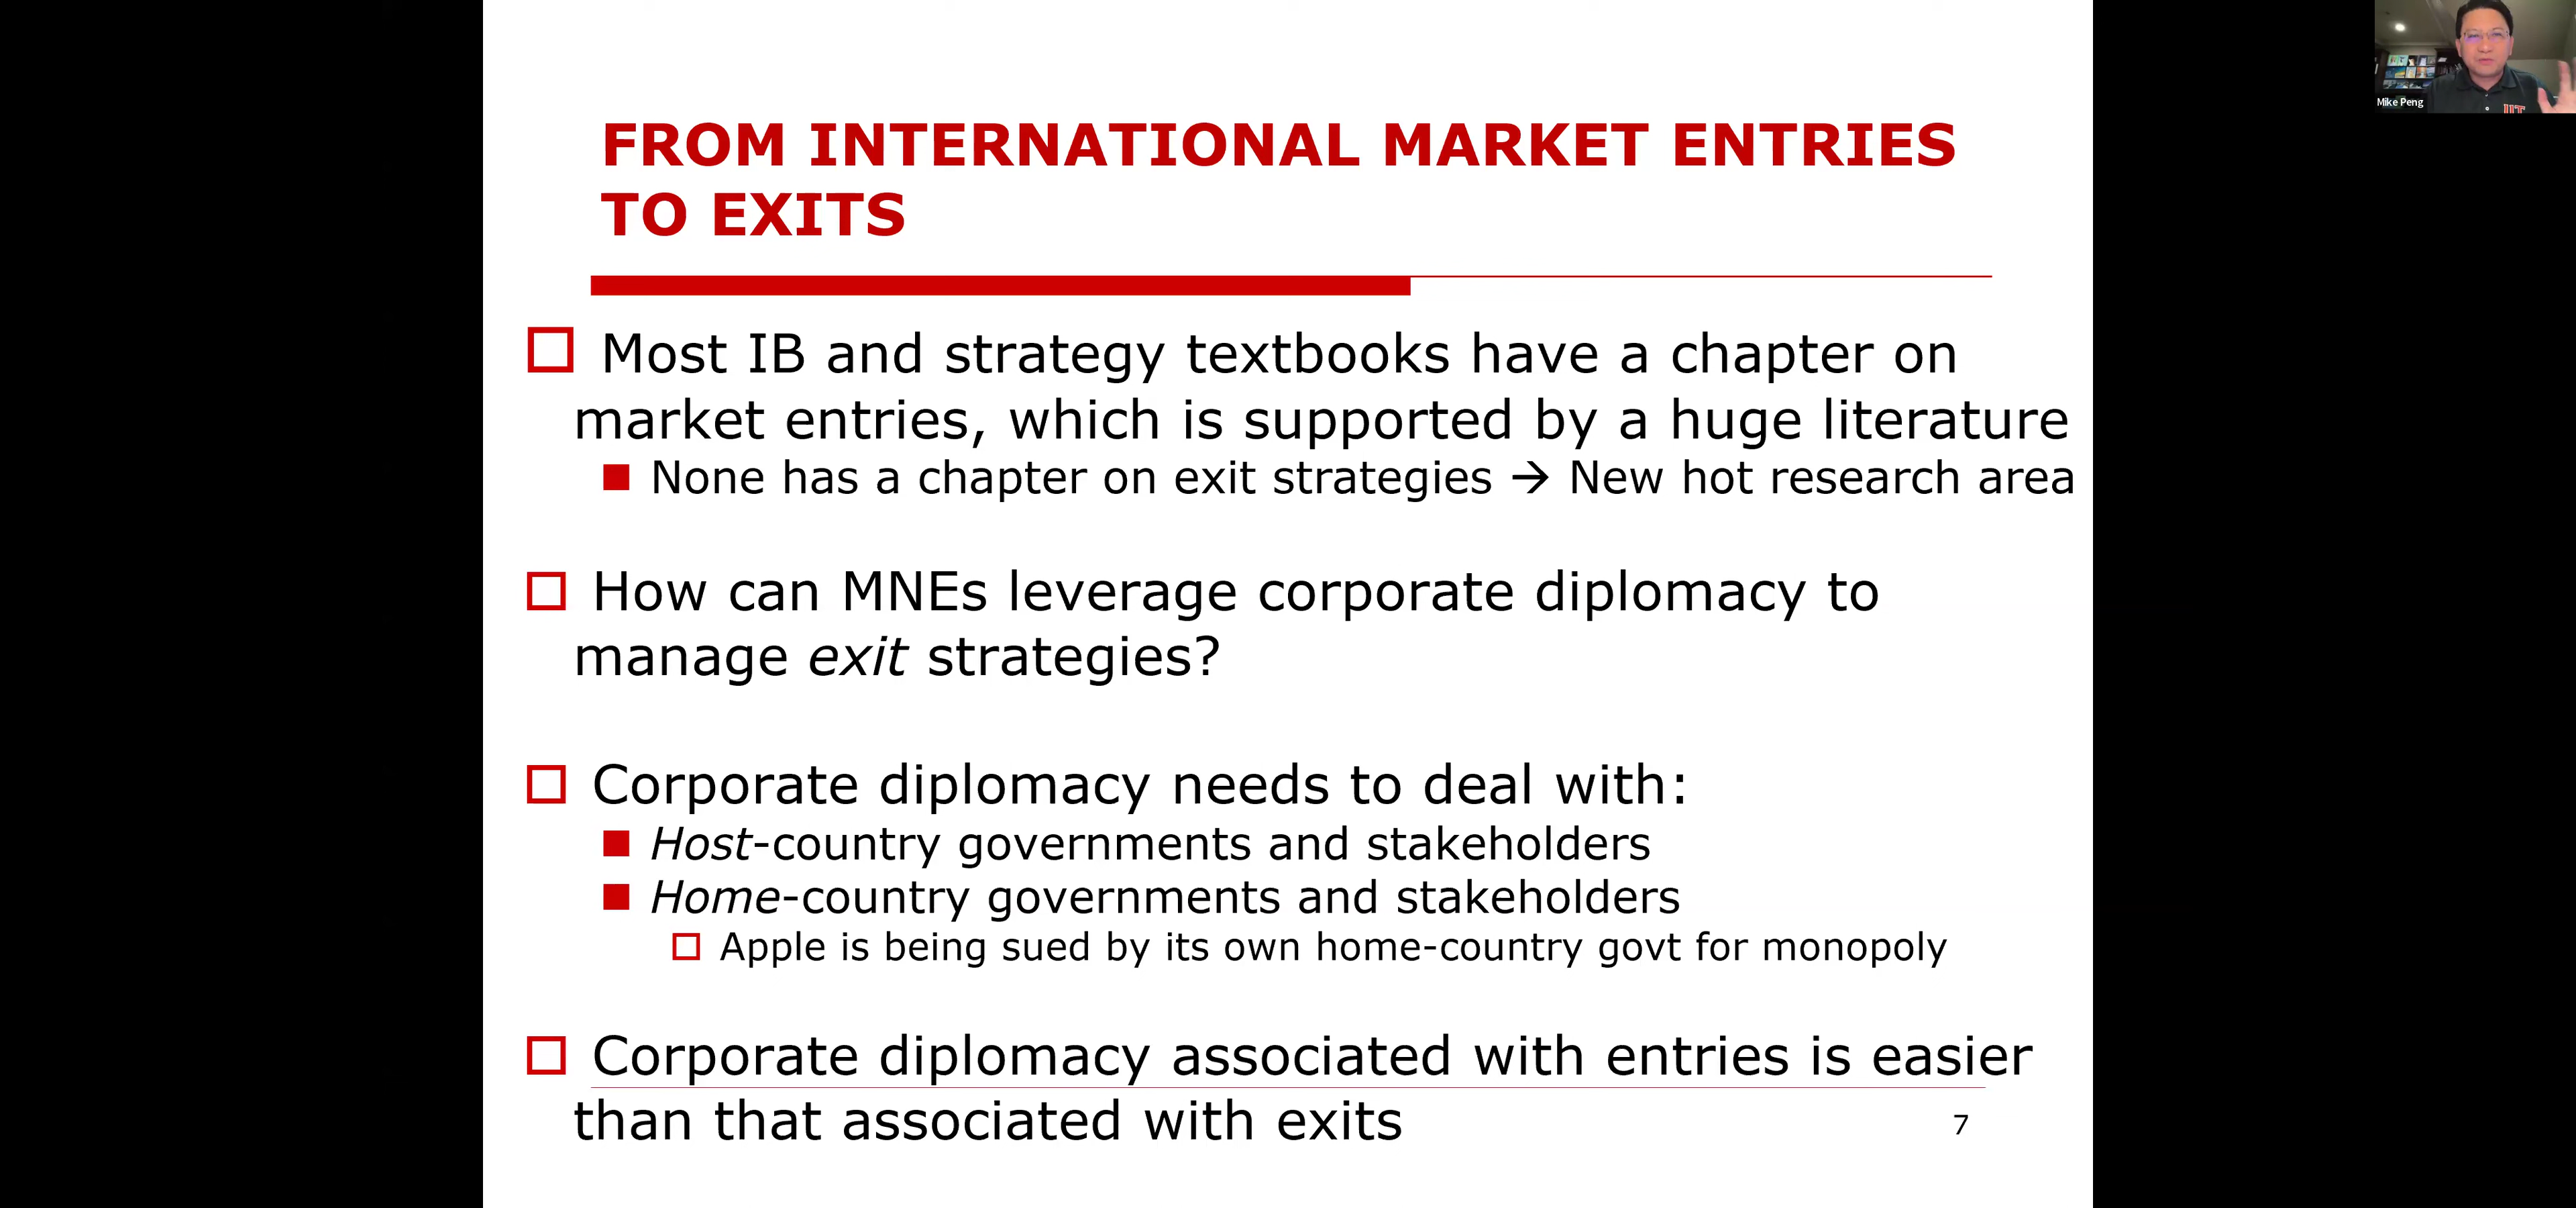 FROM INTERNATIONAL MARKET ENTRIES
TO EXITS
Most IB and strategy textbooks have a chapter on
market entries, which is supported by a huge literature
None has a chapter on exit strategies → New hot research area
How can MNEs leverage corporate diplomacy to
manage exit strategies?
Corporate diplomacy needs to deal with:
Host-country governments and stakeholders
Home-country governments and stakeholders
Apple is being sued by its own home-country govt for monopoly
Corporate diplomacy associated with entries is easier
than that associated with exits
7
Mike Peng